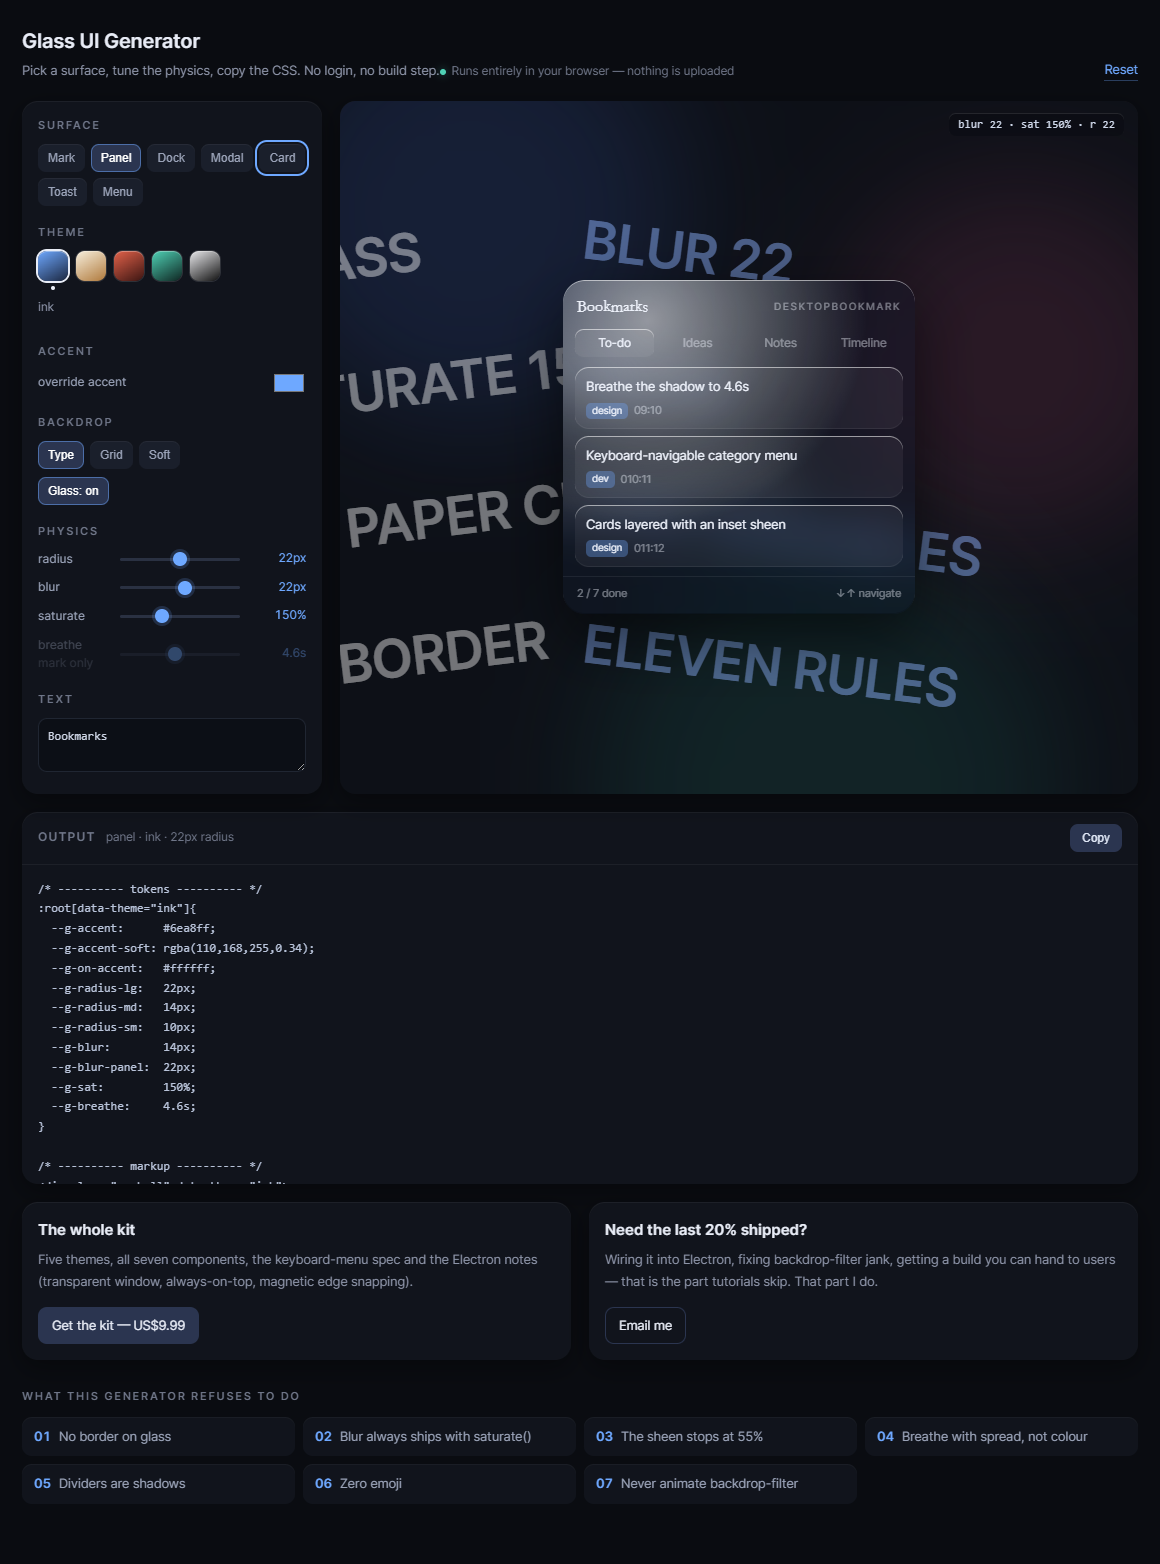 Glass UI Generator
Pick a surface, tune the physics, copy the CSS. No login, no build step.
Runs entirely in your browser — nothing is uploaded
Reset
SURFACE
Mark
Panel
Dock
Modal
Card
Toast
Menu
THEME
ink
ACCENT
override accent
BACKDROP
Type
Grid
Soft
Glass: on
PHYSICS
radius
22px
blur
22px
saturate
150%
breathe
mark only
4.6s
TEXT
Bookmarks
blur 22 · sat 150% · r 22
ASS
BLUR 22
TURATE 15
PAPER C
ES
BORDER
ELEVEN RULES
Bookmarks
DESKTOPBOOKMARK
To-do
Ideas
Notes
Timeline
Breathe the shadow to 4.6s
design 09:10
Keyboard-navigable category menu
dev 010:11
Cards layered with an inset sheen
design 011:12
2 / 7 done
↓↑ navigate
OUTPUT
panel · ink · 22px radius
Copy
/* ---------- tokens ---------- */
:root[data-theme="ink"]{
  --g-accent:      #6ea8ff;
  --g-accent-soft: rgba(110,168,255,0.34);
  --g-on-accent:   #ffffff;
  --g-radius-lg:   22px;
  --g-radius-md:   14px;
  --g-radius-sm:   10px;
  --g-blur:        14px;
  --g-blur-panel:  22px;
  --g-sat:         150%;
  --g-breathe:     4.6s;
}
/* ---------- markup ---------- */
The whole kit
Five themes, all seven components, the keyboard-menu spec and the Electron notes
(transparent window, always-on-top, magnetic edge snapping).
Get the kit — US$9.99
Need the last 20% shipped?
Wiring it into Electron, fixing backdrop-filter jank, getting a build you can hand to users
— that is the part tutorials skip. That part I do.
Email me
WHAT THIS GENERATOR REFUSES TO DO
01 No border on glass
02 Blur always ships with saturate()
03 The sheen stops at 55%
04 Breathe with spread, not colour
05 Dividers are shadows
06 Zero emoji
07 Never animate backdrop-filter